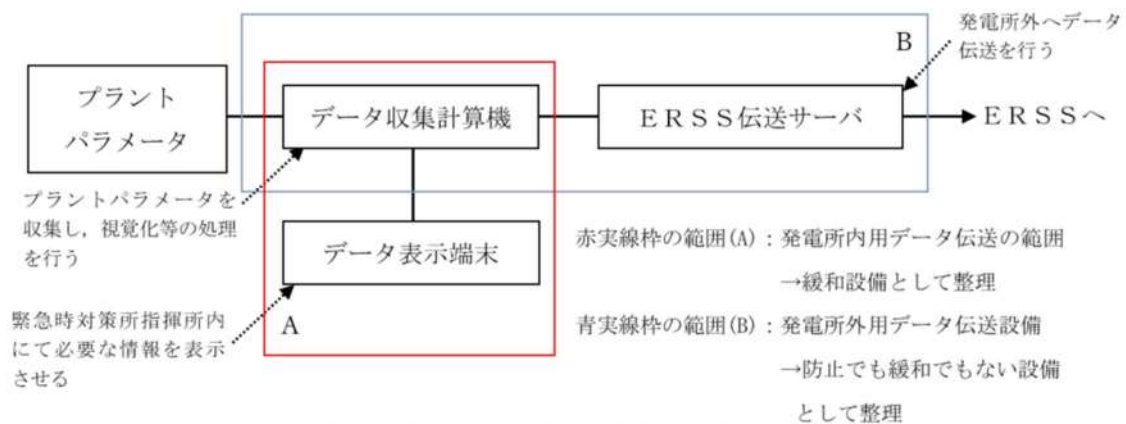 発電所外へデータ
伝送を行う
B
プラント
パラメータ
データ収集計算機
ＥＲＳＳ伝送サーバ
ＥＲＳＳへ
プラントパラメータを
収集し，視覚化等の処理
を行う
データ表示端末
赤実線枠の範囲(A)：発電所内用データ伝送の範囲
→緩和設備として整理
緊急時対策所指揮所内
にて必要な情報を表示
させる
A
青実線枠の範囲(B)：発電所外用データ伝送設備
→防止でも緩和でもない設備
として整理